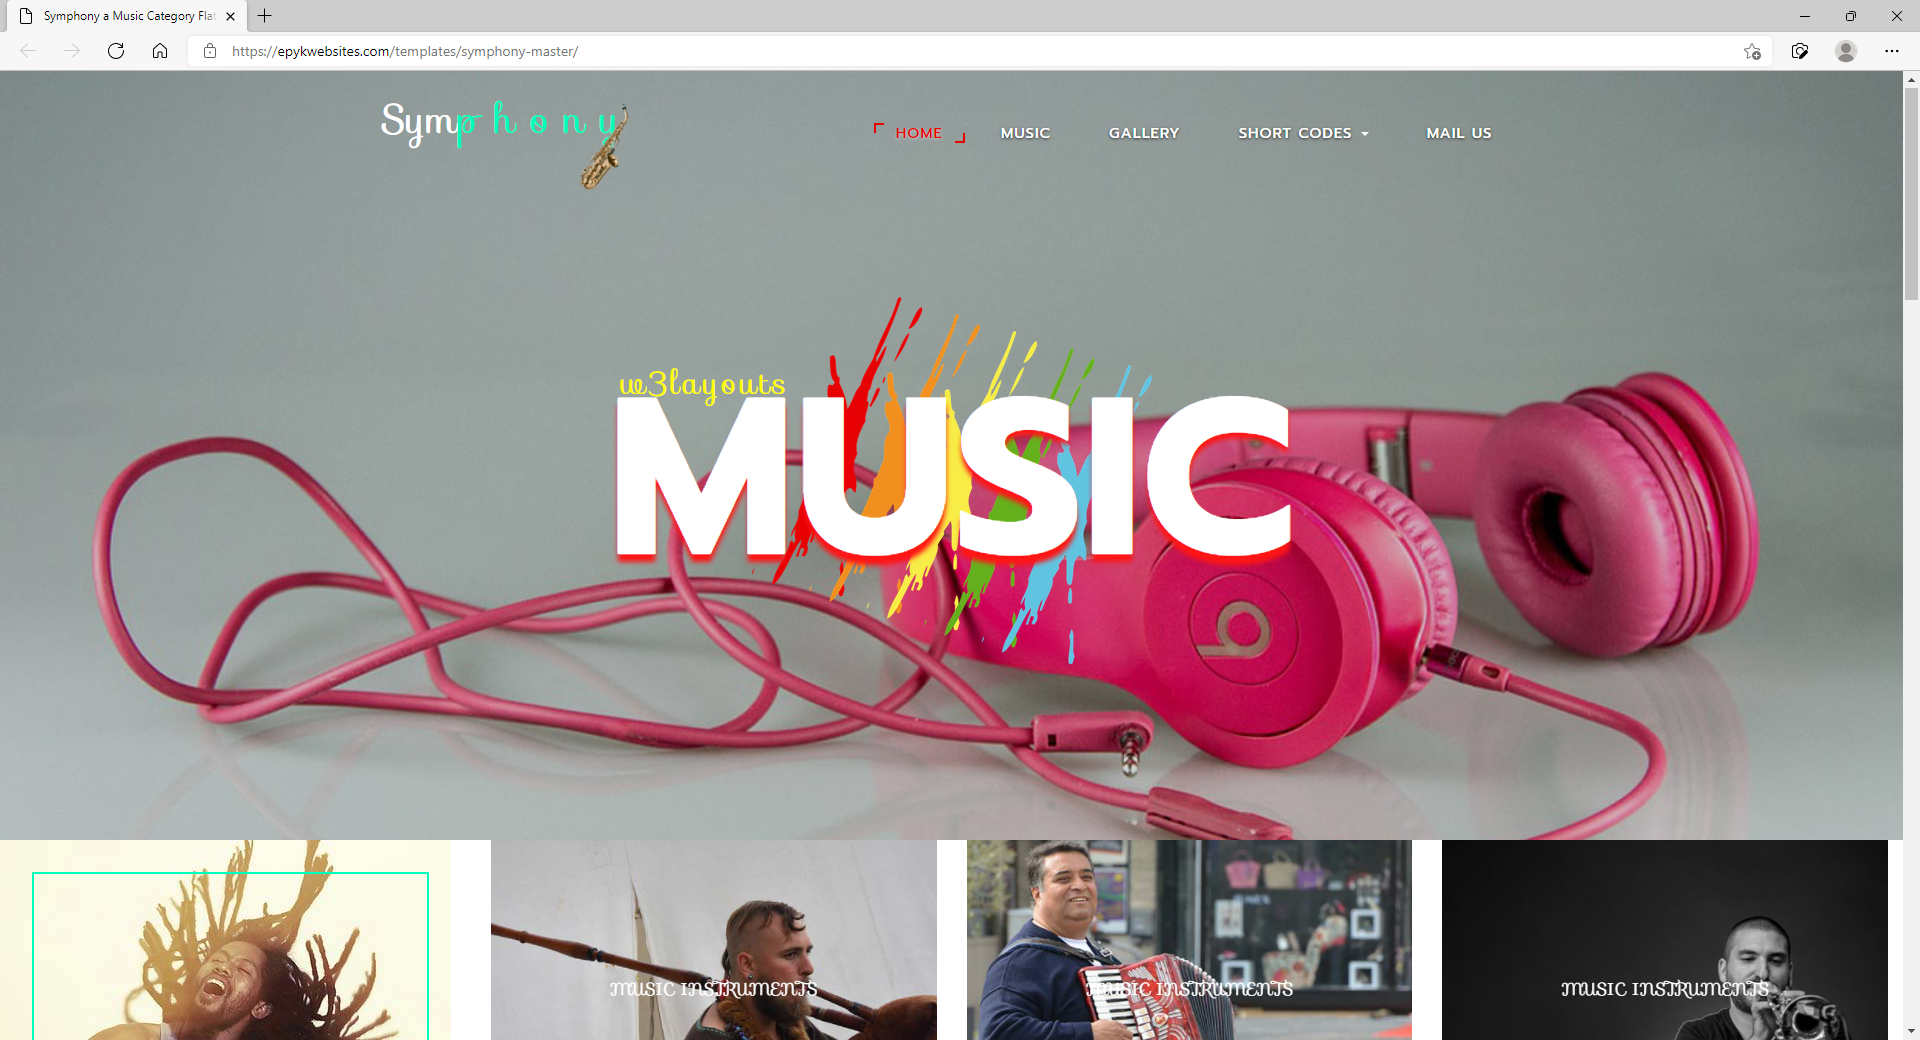 Symphony a Music Category Flat
https://epykwebsites.com/templates/symphony-master/
Symphony
HOME
MUSIC
GALLERY
SHORT CODES
MAIL US
w3layouts
MUSIC
MUSIC INSTRUMENTS
MUSIC INSTRUMENTS
MUSIC INSTRUMENTS